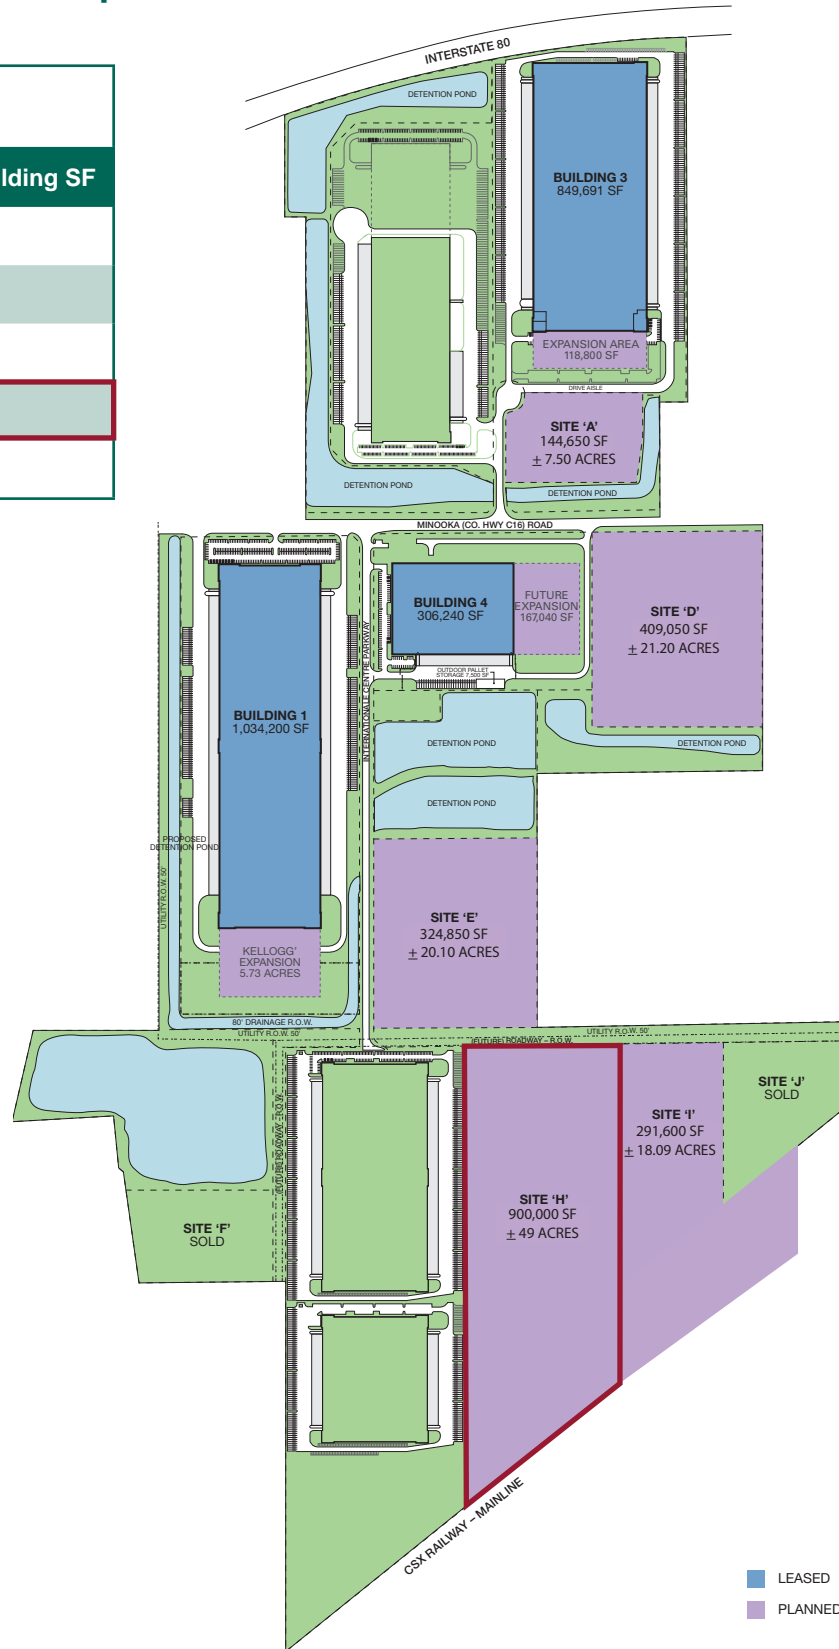 lding SF
INTERSTATE 80
DETENTION POND
BUILDING 3
849,691 SF
EXPANSION AREA
118,800 SF
DRIVE AISLE
SITE ‘A’
144,650 SF
± 7.50 ACRES
DETENTION POND
DETENTION POND
MINOOKA (CO. HWY C16) ROAD
BUILDING 4
306,240 SF
FUTURE
EXPANSION
167,040 SF
SITE ‘D’
409,050 SF
± 21.20 ACRES
OUTDOOR PALLET
STORAGE 7,500 SF
INTERNATIONALE CENTRE PARKWAY
BUILDING 1
1,034,200 SF
DETENTION POND
DETENTION POND
DETENTION POND
PROPOSED
DETENTION POND
UTILITY R.O.W. 50'
SITE ‘E’
324,850 SF
± 20.10 ACRES
KELLOGG’
EXPANSION
5.73 ACRES
80' DRAINAGE R.O.W.
UTILITY R.O.W. 50'
UTILITY R.O.W. 50'
(FUTURE) ROADWAY – R.O.W.
(FUTURE) ROADWAY – R.O.W.
SITE ‘J’
SOLD
SITE ‘I’
291,600 SF
± 18.09 ACRES
SITE ‘H’
900,000 SF
± 49 ACRES
SITE ‘F’
SOLD
CSX RAILWAY – MAINLINE
LEASED
PLANNED